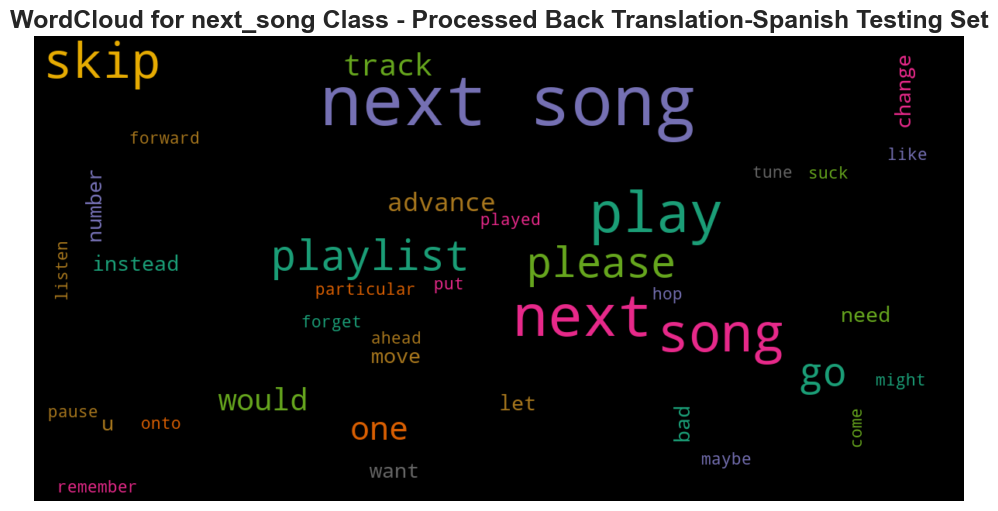 WordCloud for next_song Class - Processed Back Translation-Spanish Testing Set
skip
track
next song
change
forward
like
tune
suck
number
advance
play
played
playlist
please
listen
instead
particular
put
hop
next
song
need
forget
ahead
move
go
might
would
let
pause
u
onto
one
bad
come
want
maybe
remember